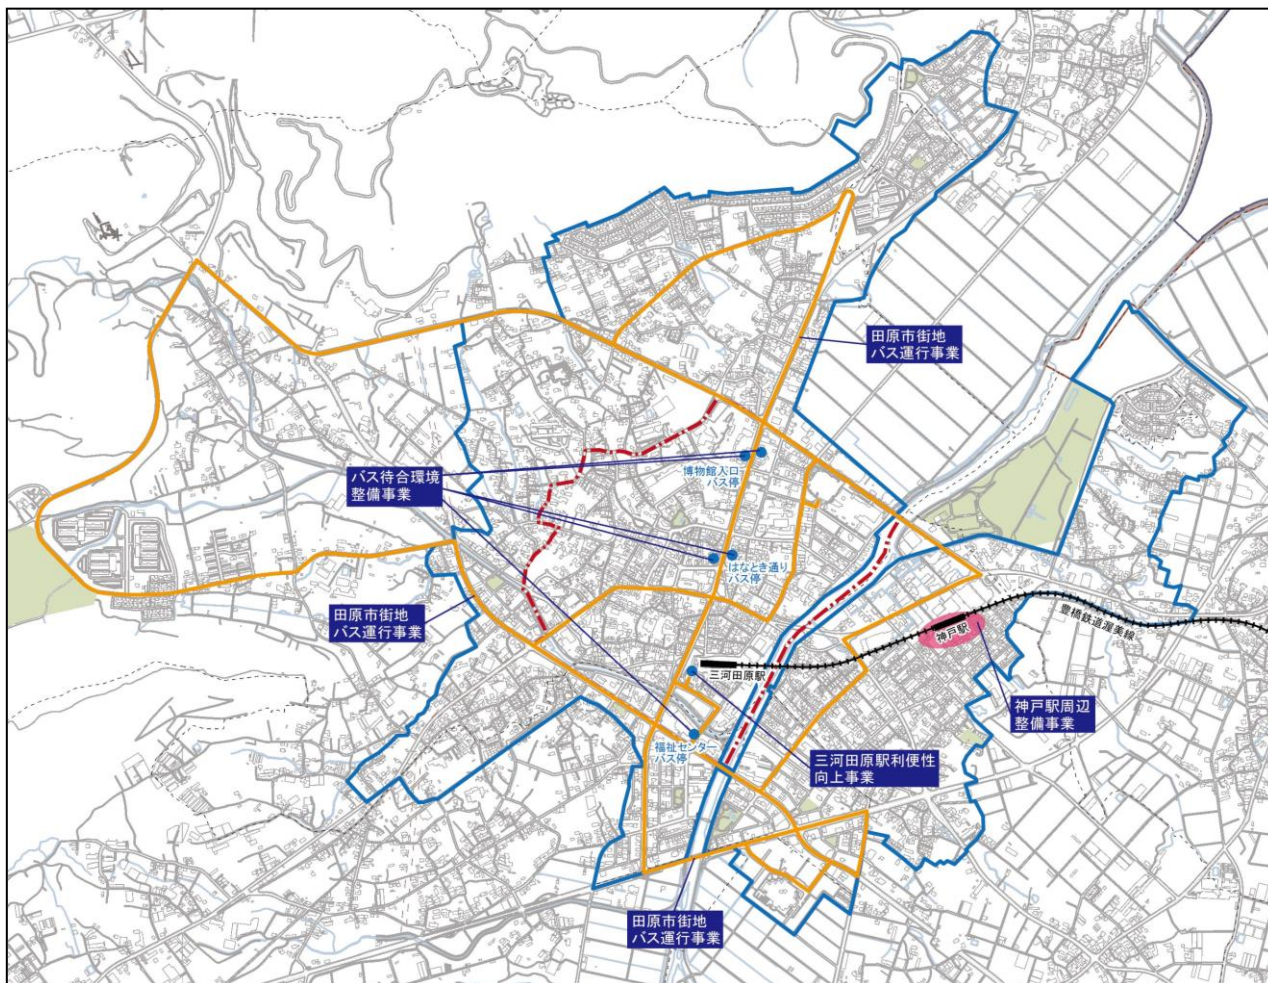 田原市街地
バス運行事業
博物館入口
バス停
バス待合環境
整備事業
はなとき通り
バス停
田原市街地
バス運行事業
豊橋鉄道渥美線
神戸駅
三河田原駅
神戸駅周辺
整備事業
福祉センター
バス停
三河田原駅利便性
向上事業
田原市街地
バス運行事業